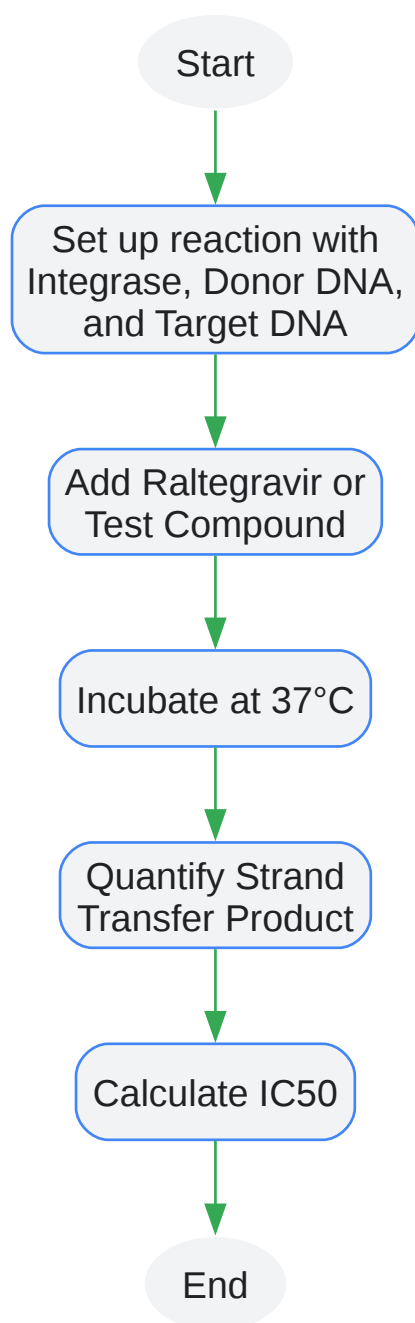 Start
Set up reaction with
Integrase, Donor DNA,
and Target DNA
Add Raltegravir or
Test Compound
Incubate at 37°C
Quantify Strand
Transfer Product
Calculate IC50
End